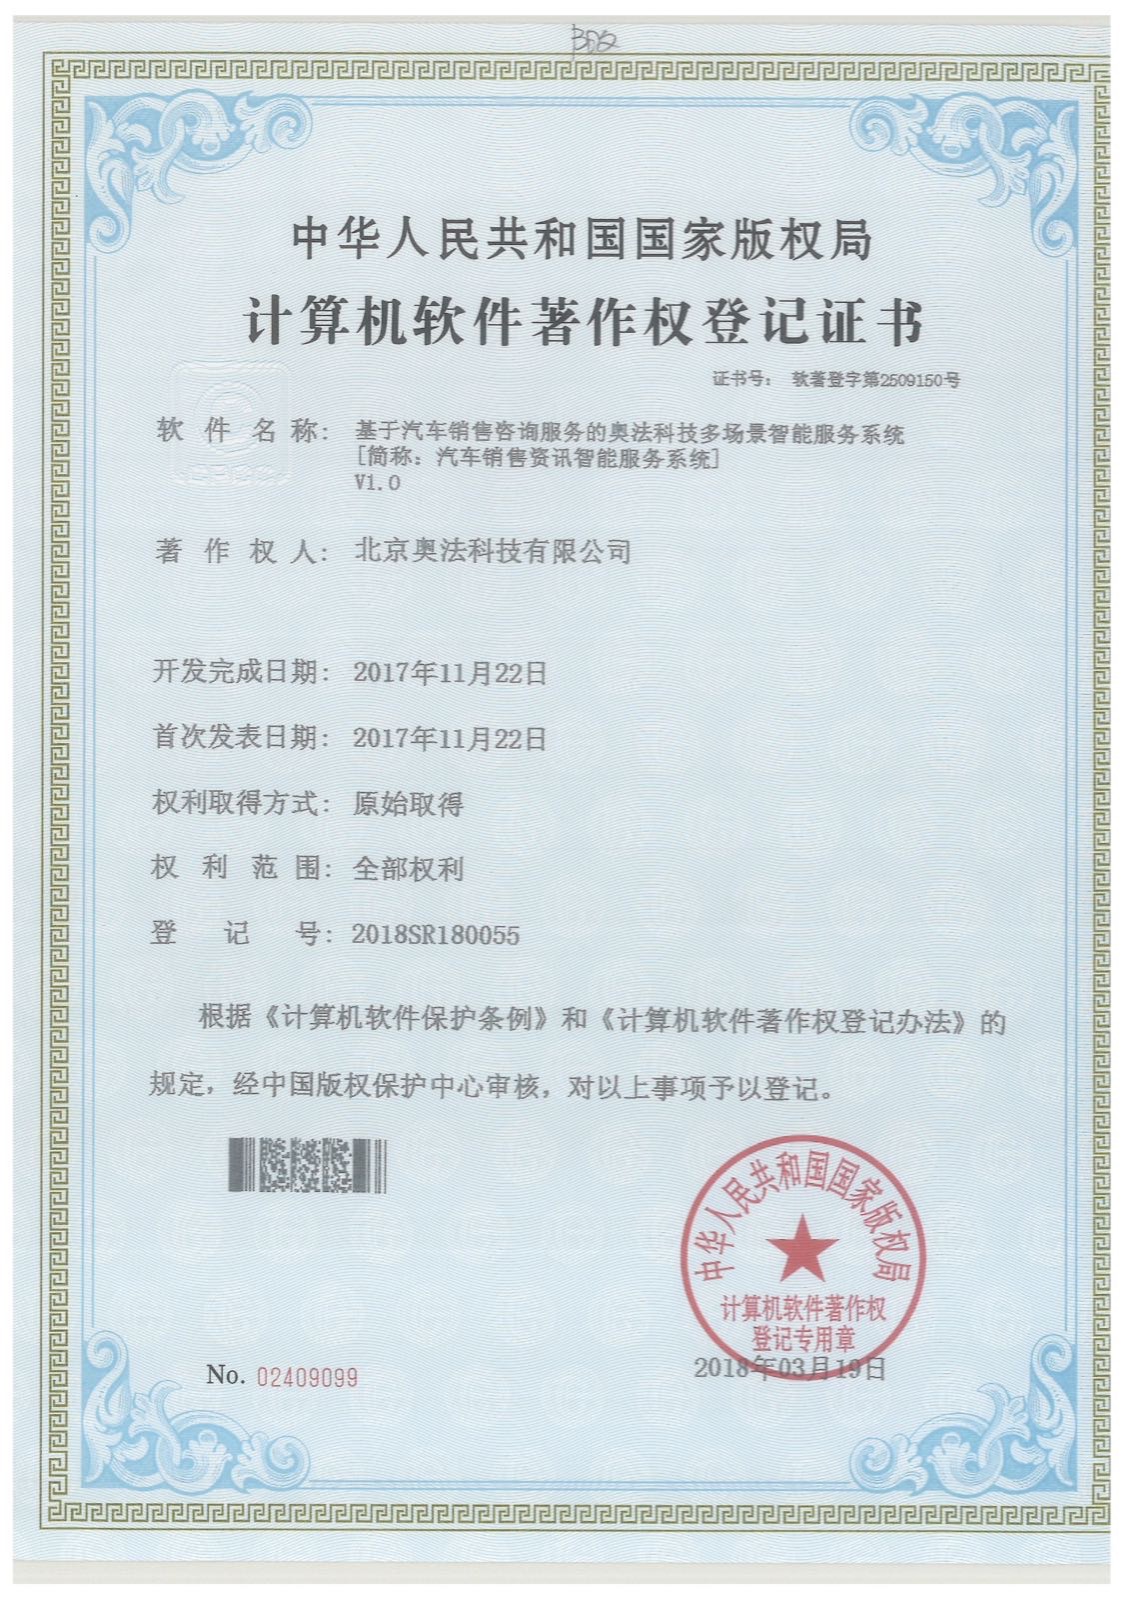 中华人民共和国国家版权局
计算机软件著作权登记证书
证书号： 软著登字第2509150号
软件名称： 基于汽车销售咨询服务的奥法科技多场景智能服务系统
[简称：汽车销售资讯智能服务系统]
V1.0
著作权人： 北京奥法科技有限公司
开发完成日期： 2017年11月22日
首次发表日期： 2017年11月22日
权利取得方式： 原始取得
权利范围： 全部权利
登记号： 2018SR180055
根据《计算机软件保护条例》和《计算机软件著作权登记办法》的
规定，经中国版权保护中心审核，对以上事项予以登记。
中华人民共和国国家版权局
计算机软件著作权
登记专用章
No. 02409099
2018年03月19日